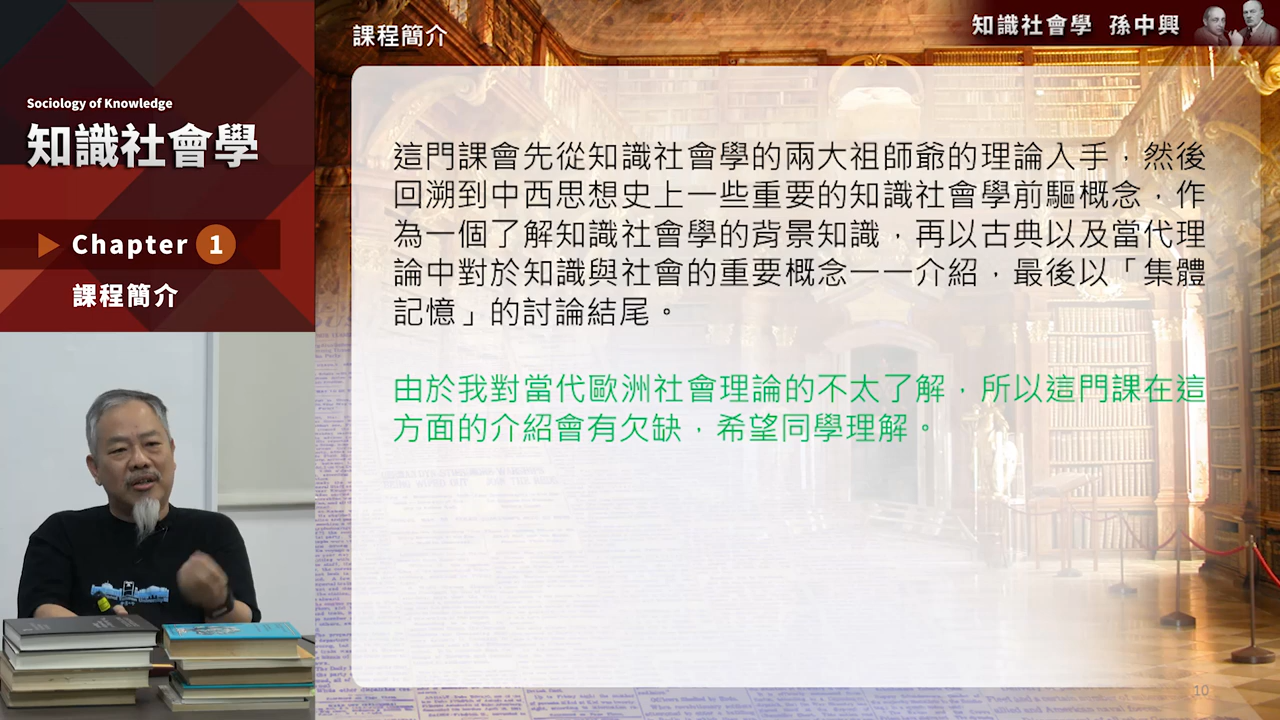 Sociology of Knowledge
知識社會學
Chapter 1
課程簡介
課程簡介
知識社會學 孫中興
這門課會先從知識社會學的兩大祖師爺的理論入手，然後
回溯到中西思想史上一些重要的知識社會學前驅概念，作
為一個了解知識社會學的背景知識，再以古典以及當代理
論中對於知識與社會的重要概念一一介紹，最後以「集體
記憶」的討論結尾。
由於我對當代歐洲社會理論的不太了解，所以這門課在這
方面的介紹會有欠缺，希望同學理解。
10